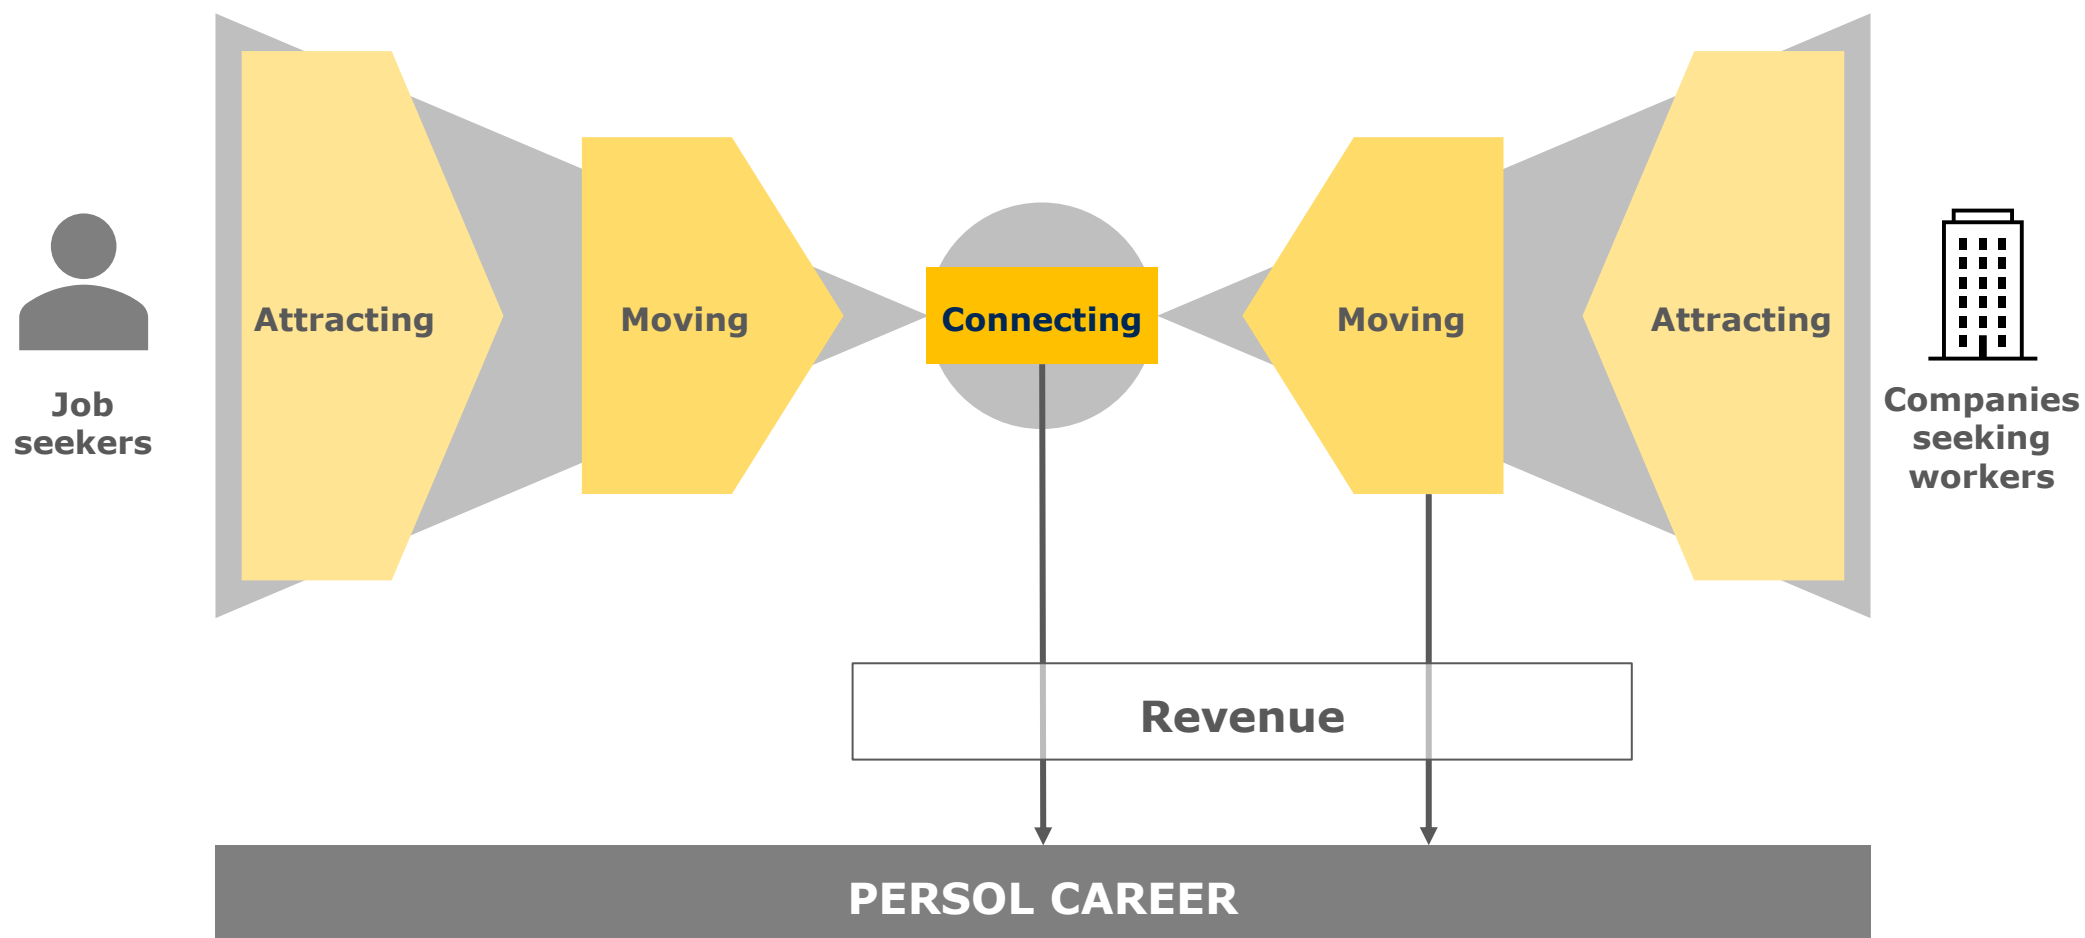 Job
seekers
Attracting
Moving
Connecting
Moving
Attracting
Companies
seeking
workers
Revenue
PERSOL CAREER